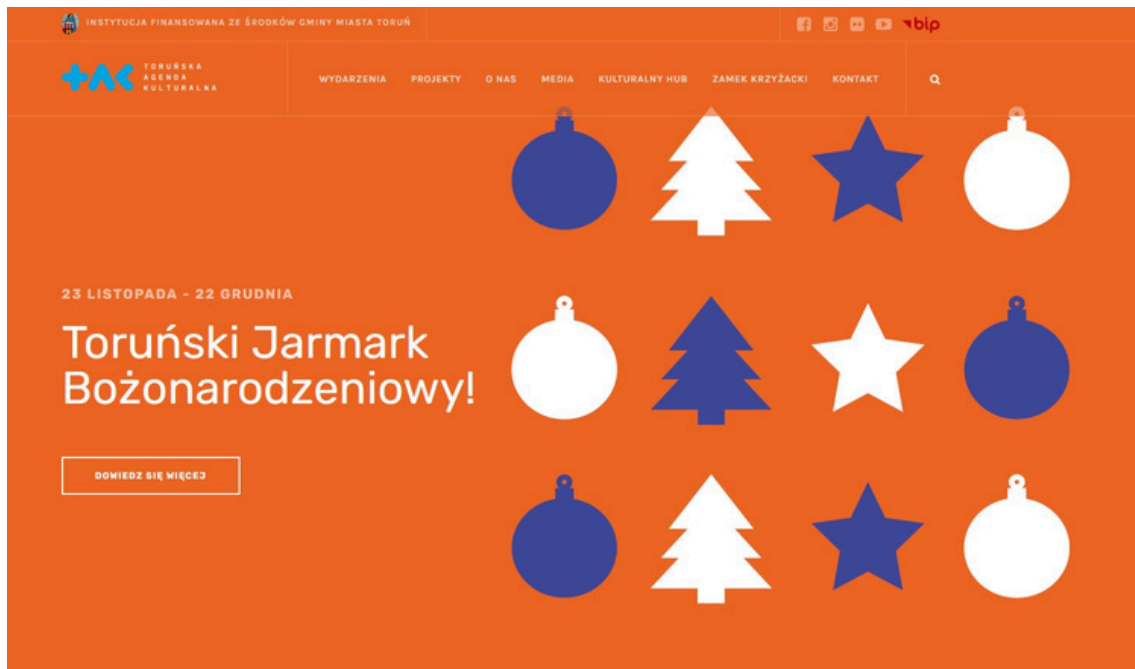 INSTYTUCJA FINANSOWANA ZE ŚRODKÓW GMINY MIASTA TORUŃ
bip
TORUŃSKA
AGENDA
KULTURALNA
WYDARZENIA PROJEKTY O NAS MEDIA KULTURALNY HUB ZAMEK KRZYŻACKI KONTAKT
23 LISTOPADA - 22 GRUDNIA
Toruński Jarmark
Bożonarodzeniowy!
DOWIEDZ SIĘ WIĘCEJ